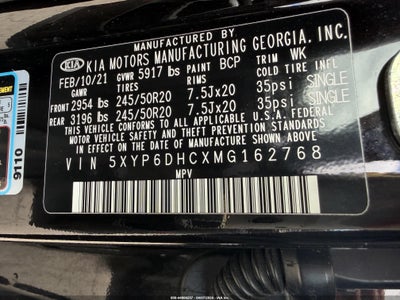 MANUFACTURED BY
KIA KIA MOTORS MANUFACTURING GEORGIA, INC.
FEB/10/21 GVWR 5917 lbs PAINT BCP TRIM WK
GAWR TIRES RIMS COLD TIRE INFL
FRONT 2954 lbs 245/50R20 7.5Jx20 35psi SINGLE
REAR 3196 lbs 245/50R20 7.5Jx20 35psi SINGLE
THIS VEHICLE CONFORMS TO ALL APPLICABLE U.S. FEDERAL
MOTOR VEHICLE SAFETY AND THEFT PREVENTION STANDARDS
IN EFFECT ON THE DATE OF MANUFACTURE SHOWN ABOVE.
VIN 5XYP6DHCXMG162768
MPV
9110